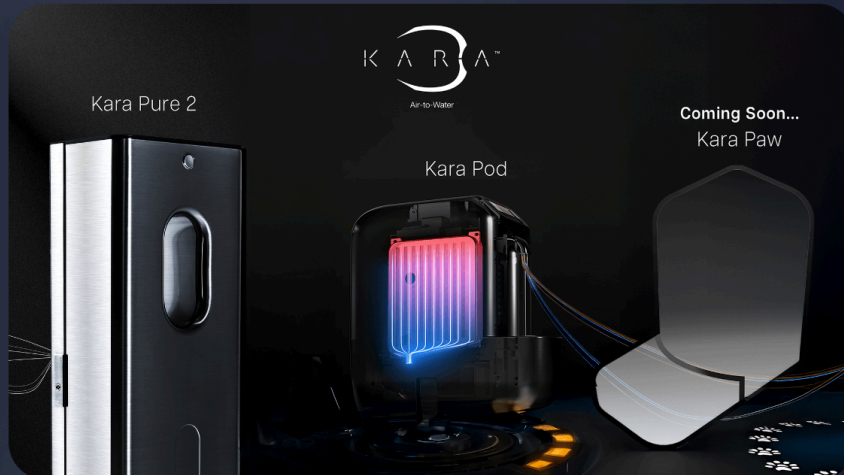 KARA™
Air-to-Water
Kara Pure 2
Kara Pod
Coming Soon...
Kara Paw